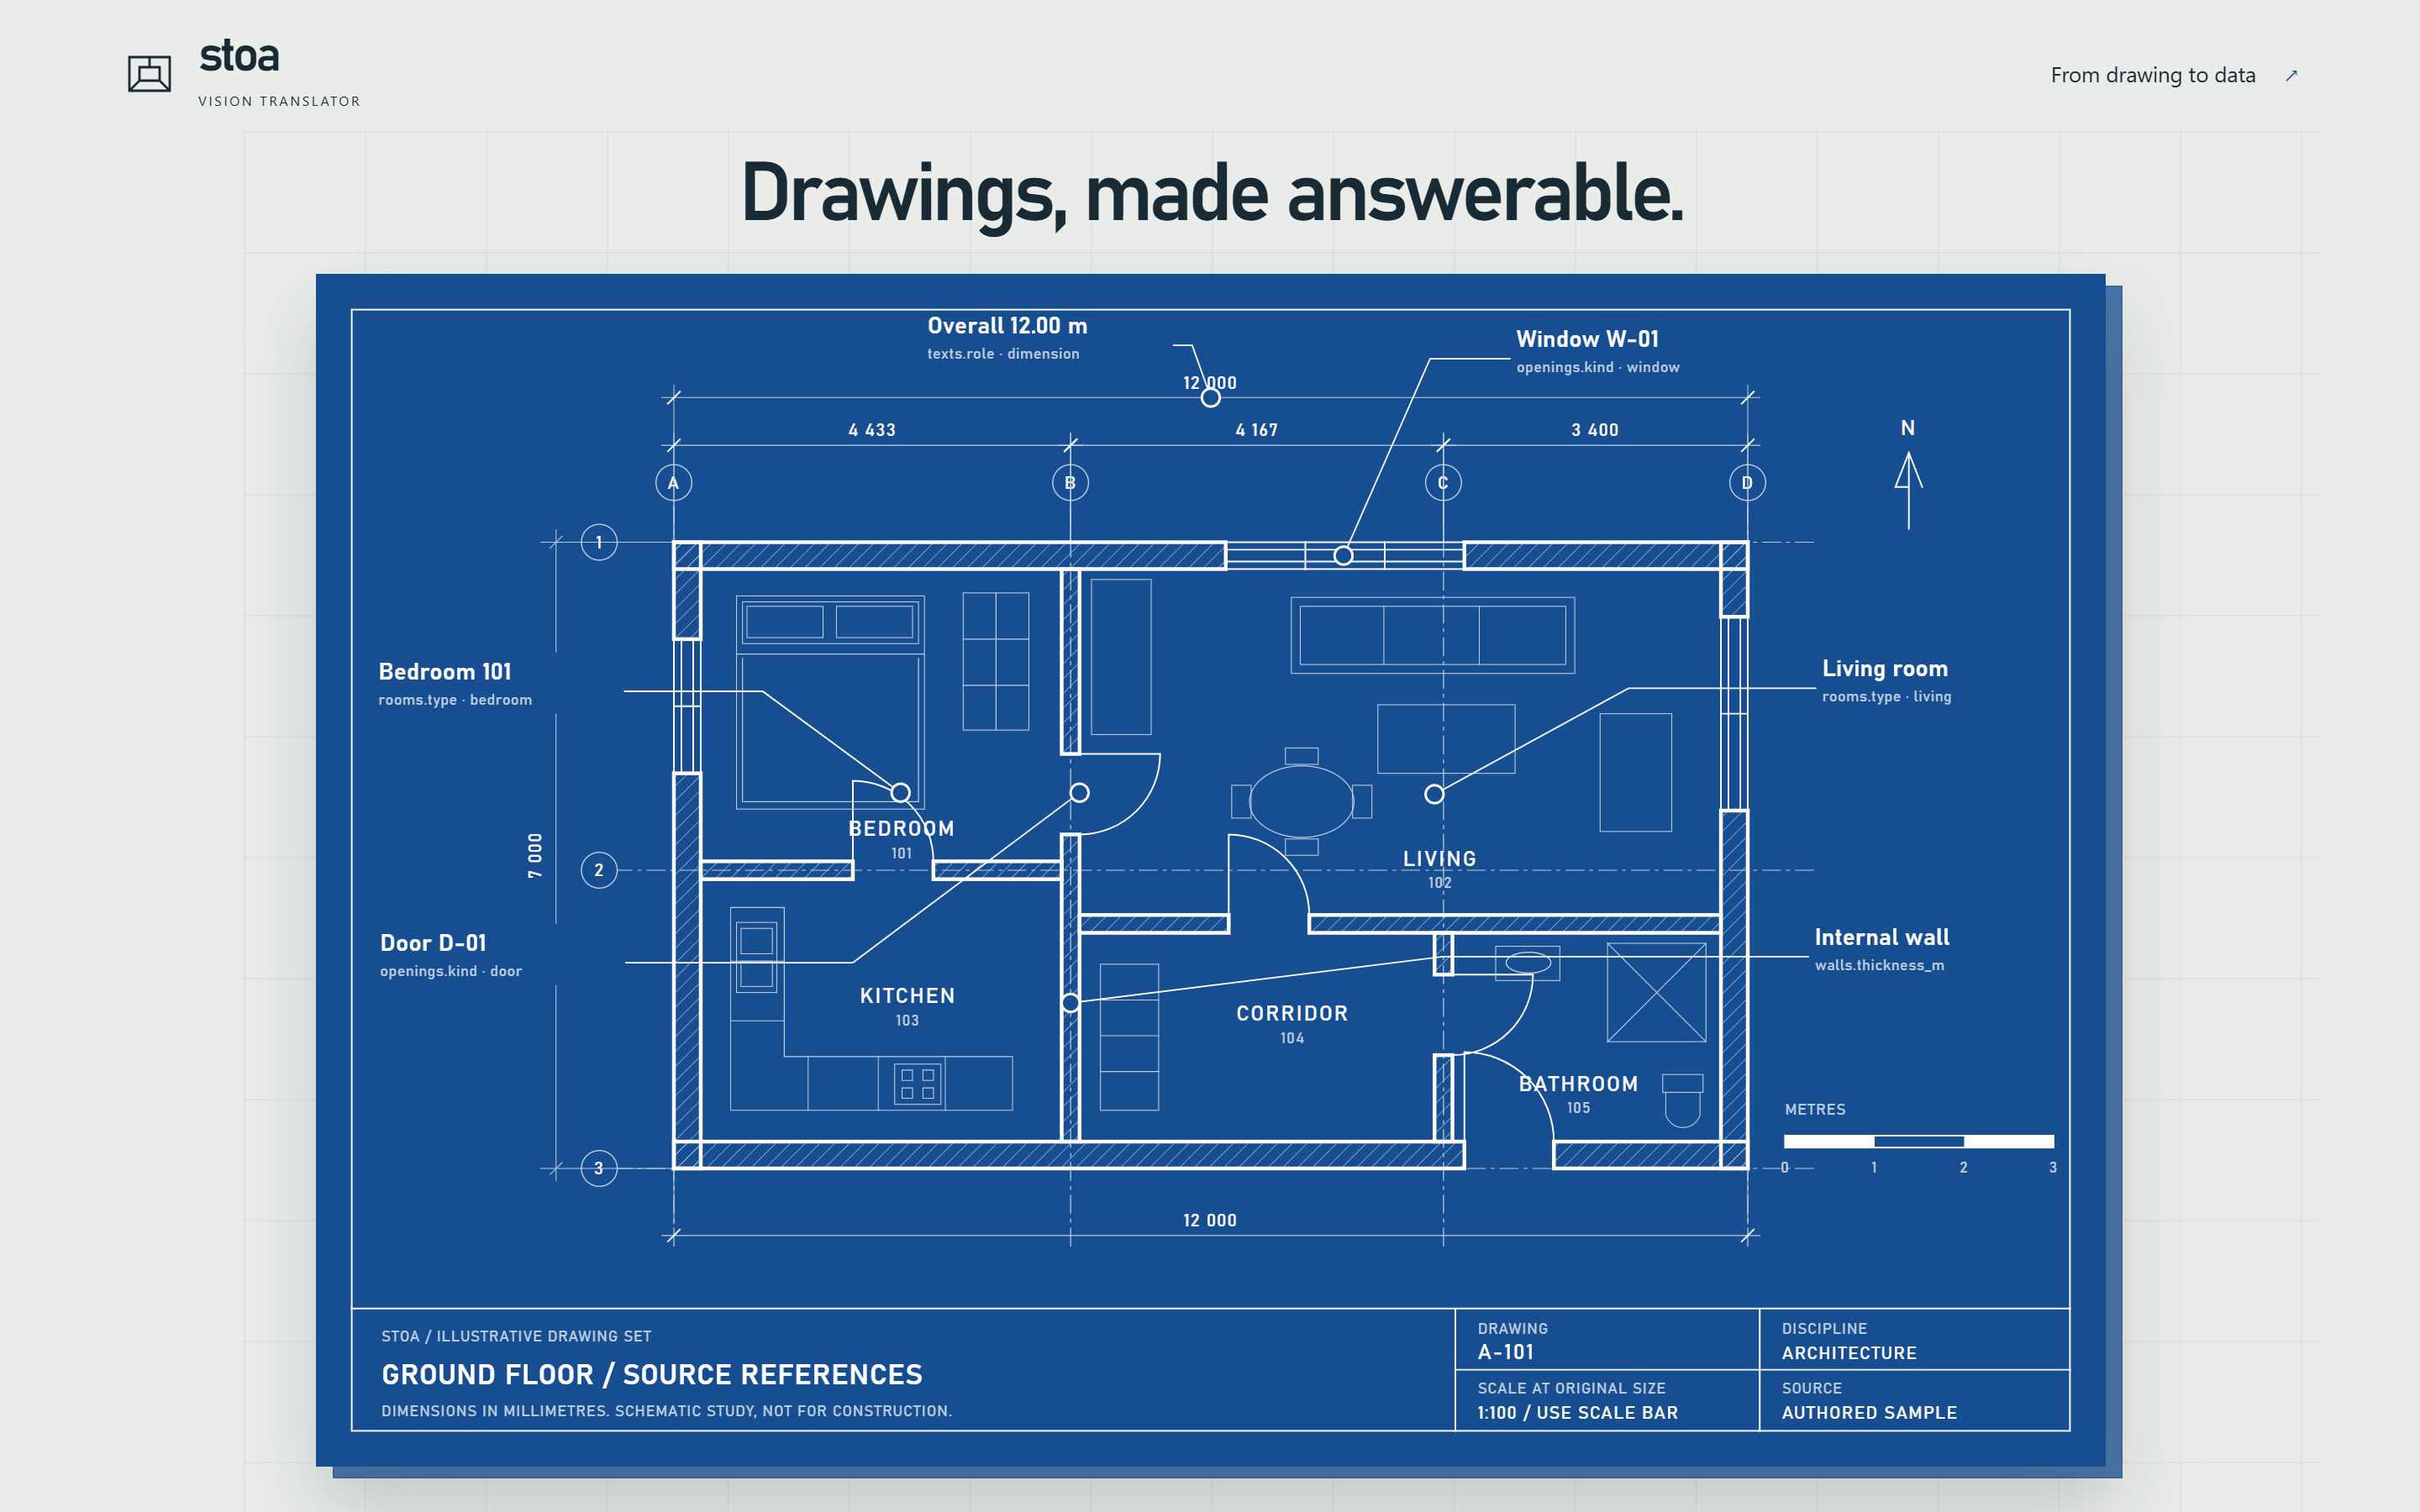 stoa
VISION TRANSLATOR
From drawing to data ↗
Drawings, made answerable.
Overall 12.00 m
texts.role · dimension
Window W-01
openings.kind · window
12 000
4 433
4 167
3 400
N
A
B
C
D
1
Bedroom 101
rooms.type · bedroom
Living room
rooms.type · living
BEDROOM
101
7 000
2
LIVING
102
Door D-01
openings.kind · door
Internal wall
walls.thickness_m
KITCHEN
103
CORRIDOR
104
BATHROOM
105
METRES
0 1 2 3
3
12 000
STOA / ILLUSTRATIVE DRAWING SET
GROUND FLOOR / SOURCE REFERENCES
DIMENSIONS IN MILLIMETRES. SCHEMATIC STUDY, NOT FOR CONSTRUCTION.
DRAWING
A-101
DISCIPLINE
ARCHITECTURE
SCALE AT ORIGINAL SIZE
1:100 / USE SCALE BAR
SOURCE
AUTHORED SAMPLE